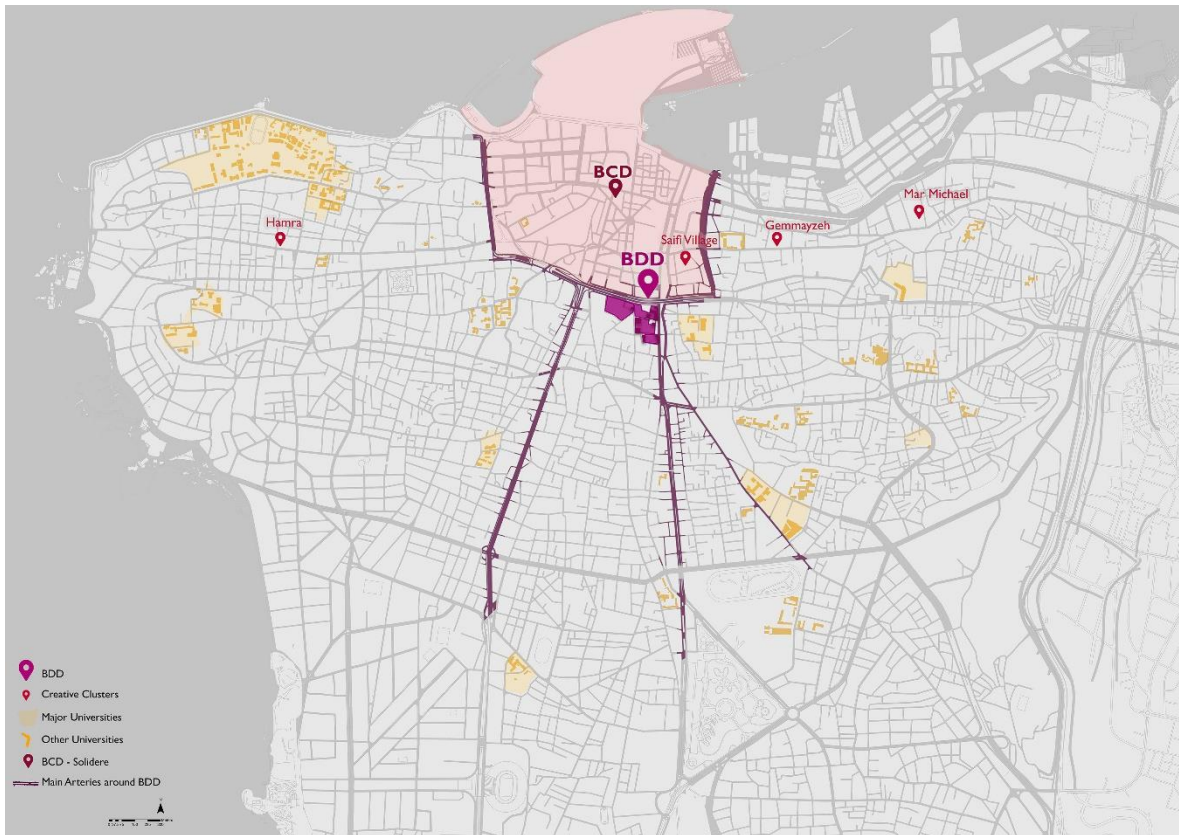 BCD
Mar Michael
Hamra
Gemmayzeh
Saifi Village
BDD
BDD
Creative Clusters
Major Universities
Other Universities
BCD - Solidere
Main Arteries around BDD